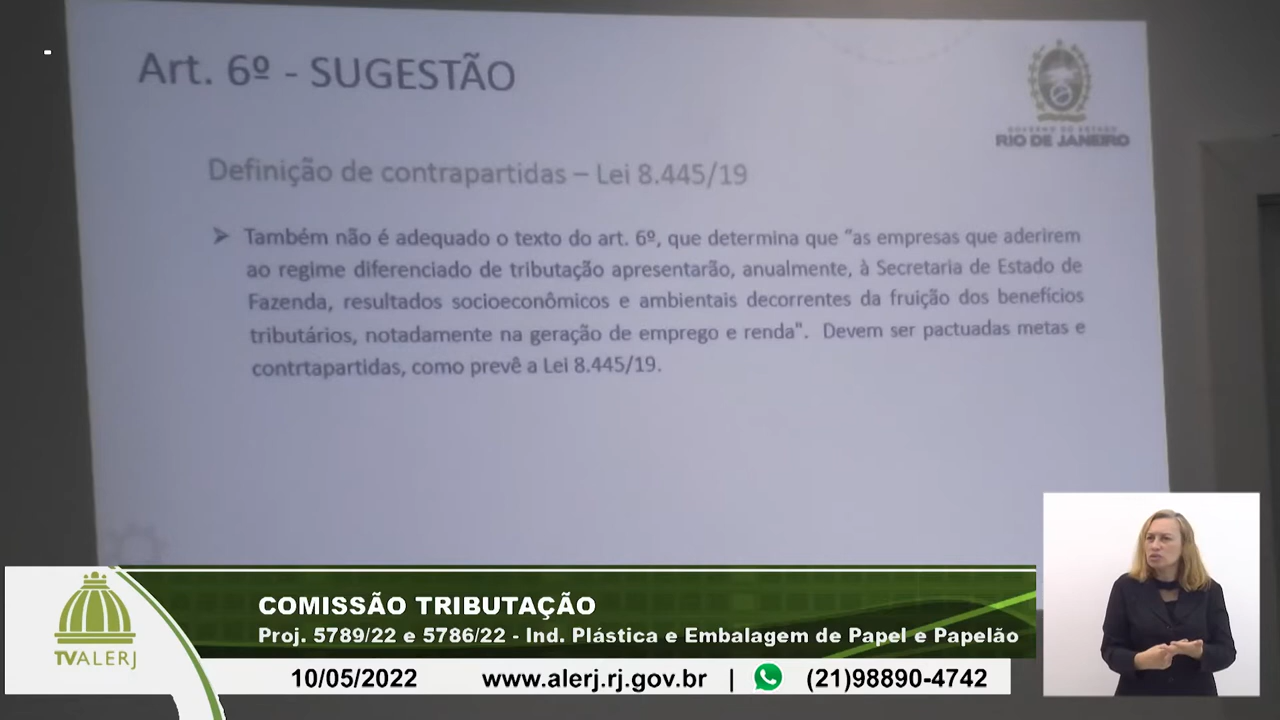 Art. 6º - SUGESTÃO
GOVERNO DO ESTADO
RIO DE JANEIRO
Definição de contrapartidas – Lei 8.445/19
➤ Também não é adequado o texto do art. 6º, que determina que “as empresas que aderirem
ao regime diferenciado de tributação apresentarão, anualmente, à Secretaria de Estado de
Fazenda, resultados socioeconômicos e ambientais decorrentes da fruição dos benefícios
tributários, notadamente na geração de emprego e renda". Devem ser pactuadas metas e
contrtapartidas, como prevê a Lei 8.445/19.
COMISSÃO TRIBUTAÇÃO
Proj. 5789/22 e 5786/22 - Ind. Plástica e Embalagem de Papel e Papelão
TVALERJ
10/05/2022 www.alerj.rj.gov.br | (21)98890-4742